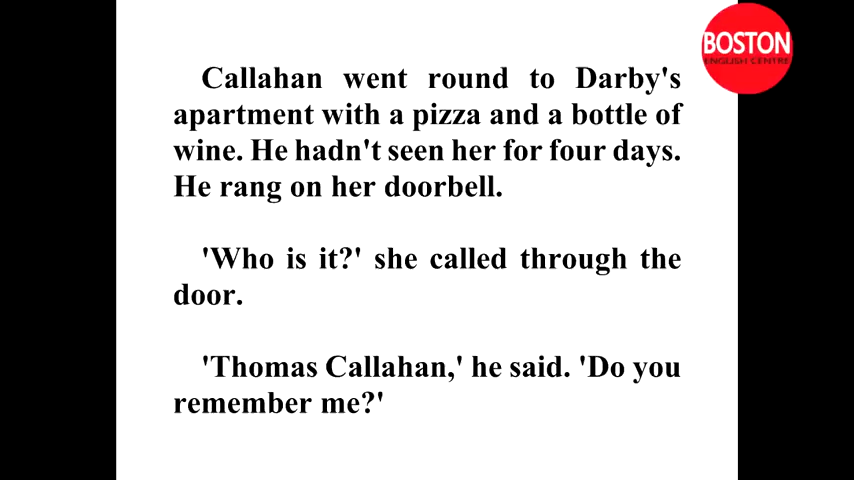 BOSTON
ENGLISH CENTRE
Callahan went round to Darby's
apartment with a pizza and a bottle of
wine. He hadn't seen her for four days.
He rang on her doorbell.
'Who is it?' she called through the
door.
'Thomas Callahan,' he said. 'Do you
remember me?'